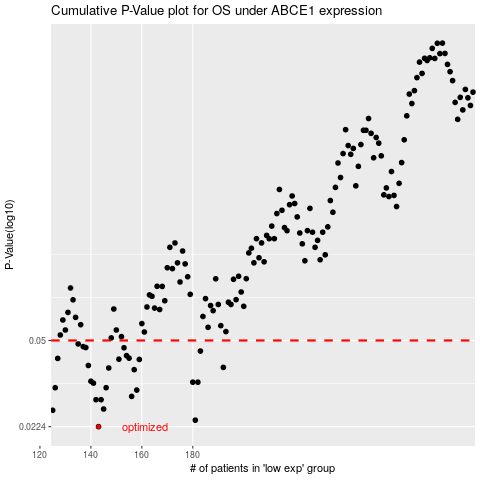 Cumulative P-Value plot for OS under ABCE1 expression
P-Value(log10)
0.05
0.0224
optimized
120 140 160 180
# of patients in 'low exp' group